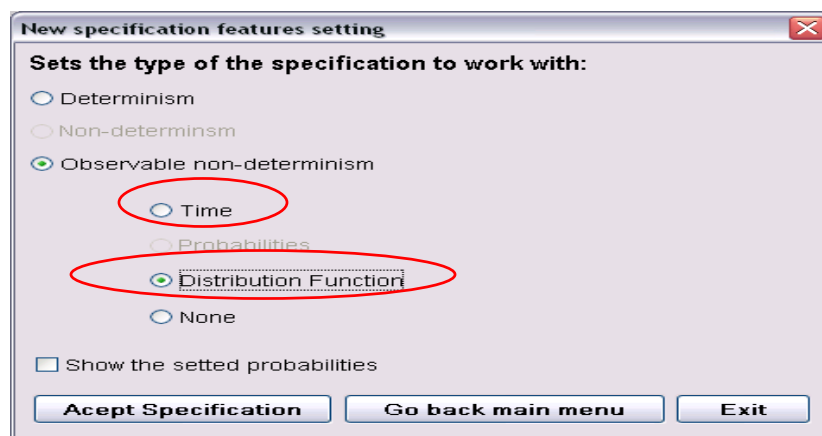 New specification features setting
Sets the type of the specification to work with:
Determinism
Non-determinsm
Observable non-determinism
Time
Probabilities
Distribution Function
None
Show the setted probabilities
Acept Specification Go back main menu Exit